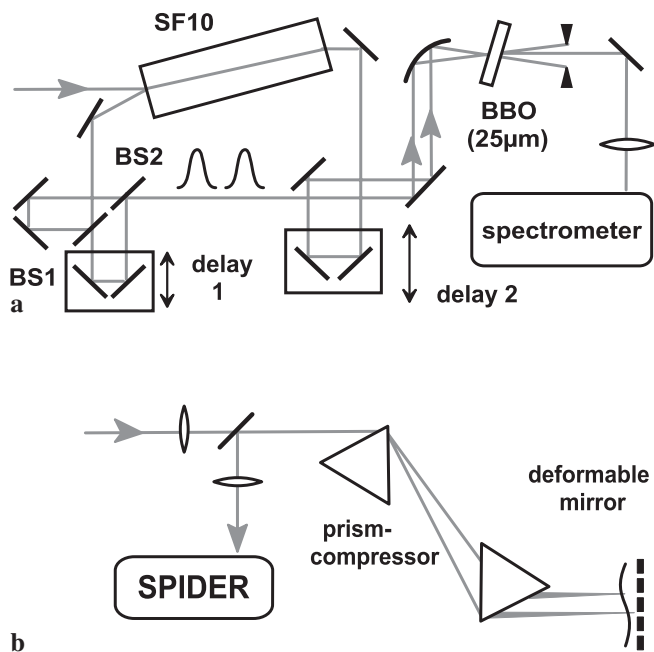 SF10
BS2
BBO
(25µm)
spectrometer
BS1
delay
1
delay 2
a
deformable
mirror
prism-
compressor
SPIDER
b